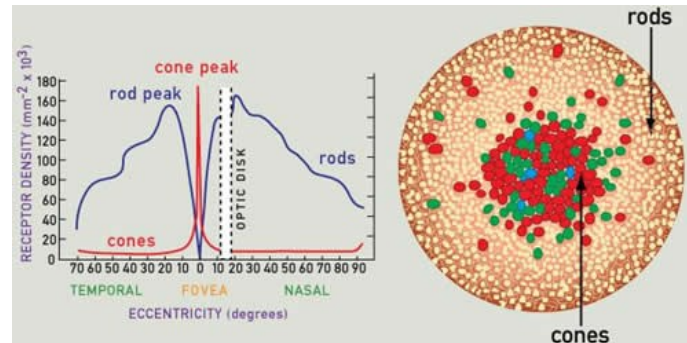 cone peak
rod peak
rods
cones
RECEPTOR DENSITY (mm⁻² x 10³)
180
160
140
120
100
80
60
40
20
0
OPTIC DISK
70 60 50 40 30 20 10 0 10 20 30 40 50 60 70 80 90
TEMPORAL FOVEA NASAL
ECCENTRICITY (degrees)
rods
cones